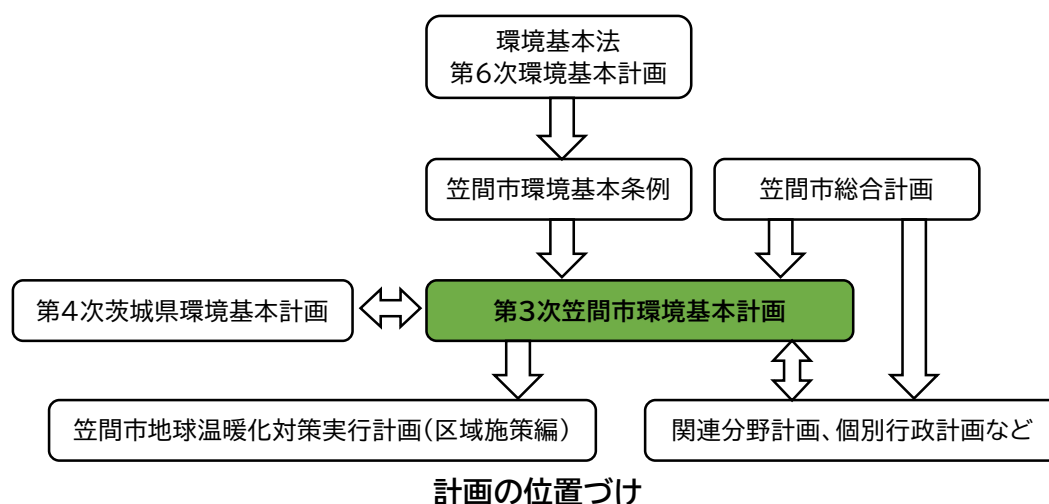 環境基本法
第6次環境基本計画
笠間市環境基本条例
笠間市総合計画
第4次茨城県環境基本計画
第3次笠間市環境基本計画
笠間市地球温暖化対策実行計画(区域施策編)
関連分野計画、個別行政計画など
計画の位置づけ